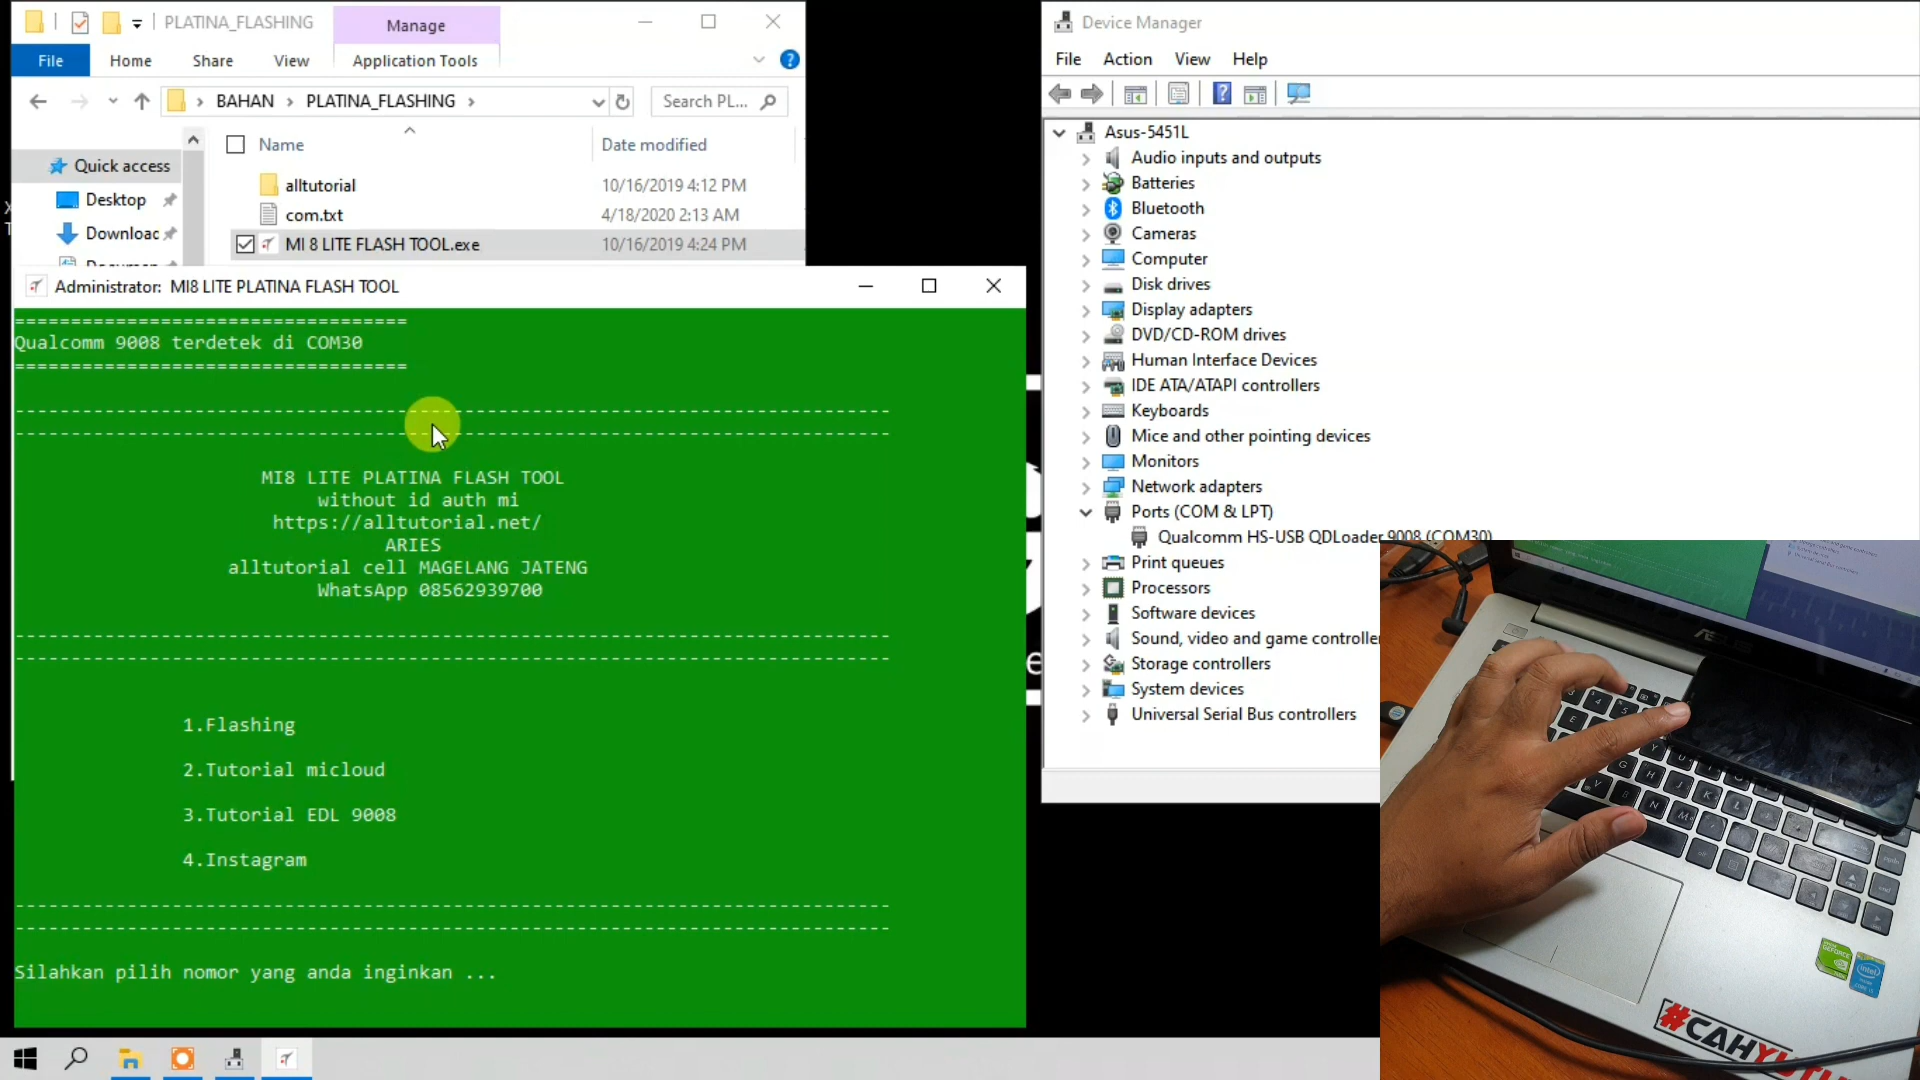 PLATINA_FLASHING
Manage
File
Home
Share
View
Application Tools
BAHAN
PLATINA_FLASHING
Search PL...
Name
Date modified
Quick access
Desktop
Downloac
alltutorial
10/16/2019 4:12 PM
com.txt
4/18/2020 2:13 AM
MI 8 LITE FLASH TOOL.exe
10/16/2019 4:24 PM
Administrator:  MI8 LITE PLATINA FLASH TOOL
===================================
Qualcomm 9008 terdetek di COM30
===================================
MI8 LITE PLATINA FLASH TOOL
without id auth mi
https://alltutorial.net/
ARIES
alltutorial cell MAGELANG JATENG
WhatsApp 08562939700
1.Flashing
2.Tutorial micloud
3.Tutorial EDL 9008
4.Instagram
Silahkan pilih nomor yang anda inginkan ...
Device Manager
File
Action
View
Help
Asus-5451L
Audio inputs and outputs
Batteries
Bluetooth
Cameras
Computer
Disk drives
Display adapters
DVD/CD-ROM drives
Human Interface Devices
IDE ATA/ATAPI controllers
Keyboards
Mice and other pointing devices
Monitors
Network adapters
Ports (COM & LPT)
Qualcomm HS-USB QDLoader 9008 (COM30)
Print queues
Processors
Software devices
Sound, video and game controller
Storage controllers
System devices
Universal Serial Bus controllers
#CAHY